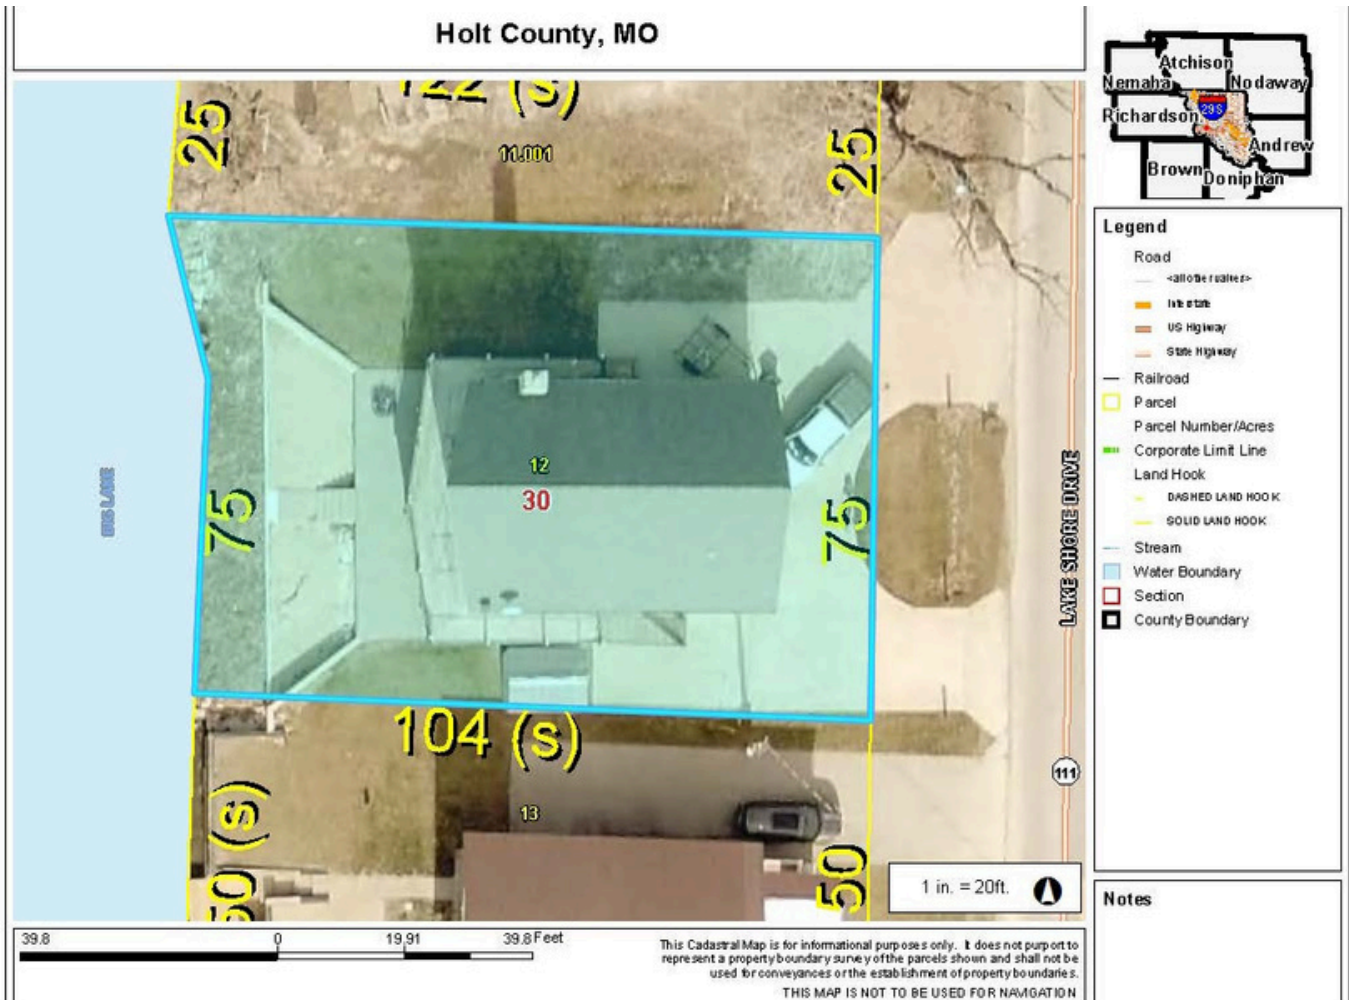 Holt County, MO
122 (s)
25
25
11.001
12
30
75
75
BIG LAKE
LAKE SHORE DRIVE
104 (s)
13
50 (s)
50
111
1 in. = 20ft.
39.8
0
19.91
39.8 Feet
This Cadastral Map is for informational purposes only. It does not purport to
represent a property boundary survey of the parcels shown and shall not be
used for conveyances or the establishment of property boundaries.
THIS MAP IS NOT TO BE USED FOR NAVIGATION
Atchison
Nemaha
Nodaway
29S
Richardson
Andrew
Brown
Doniphan
Legend
Road
<all other values>
Interstate
US Highway
State Highway
Railroad
Parcel
Parcel Number/Acres
Corporate Limit Line
Land Hook
DASHED LAND HOOK
SOLID LAND HOOK
Stream
Water Boundary
Section
County Boundary
Notes